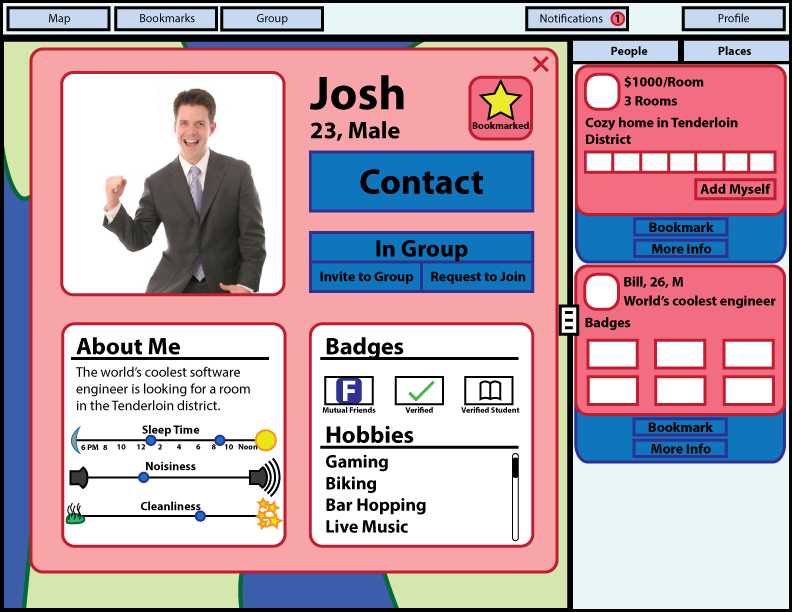 Map
Bookmarks
Group
Notifications 1
Profile
People
Places
Josh
23, Male
Bookmarked
Contact
In Group
Invite to Group
Request to Join
About Me
The world's coolest software
engineer is looking for a room
in the Tenderloin district.
Sleep Time
6 PM 8 10 12 2 4 6 8 10 Noon
Noisiness
Cleanliness
Badges
F
Mutual Friends
Verified
Verified Student
Hobbies
Gaming
Biking
Bar Hopping
Live Music
$1000/Room
3 Rooms
Cozy home in Tenderloin
District
Add Myself
Bookmark
More Info
Bill, 26, M
World's coolest engineer
Badges
Bookmark
More Info